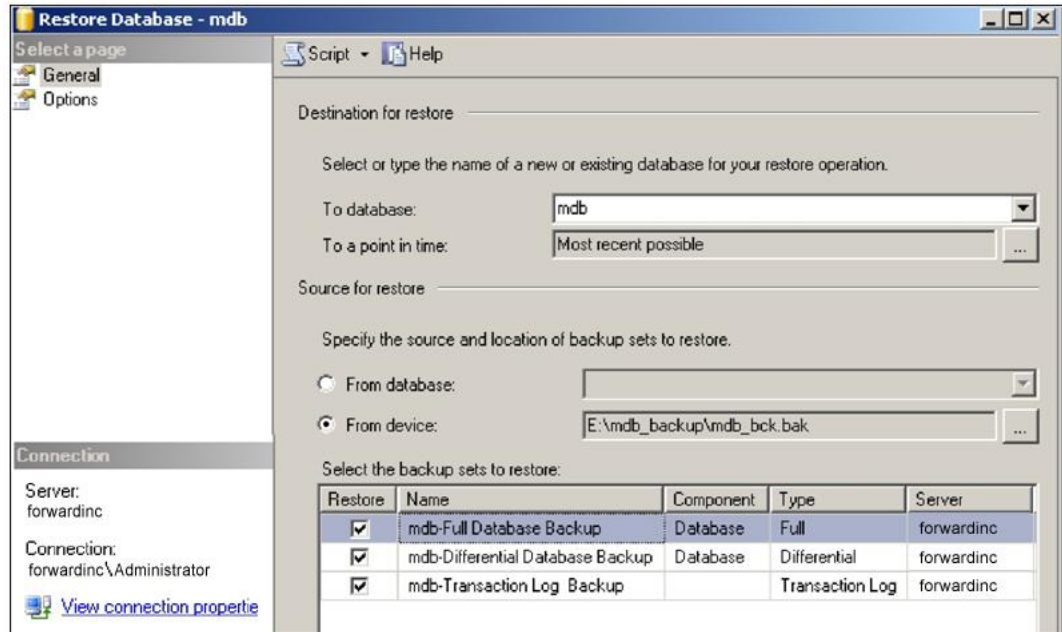 Restore Database - mdb
Select a page
General
Options
Script Help
Destination for restore
Select or type the name of a new or existing database for your restore operation.
To database: mdb
To a point in time: Most recent possible ...
Source for restore
Specify the source and location of backup sets to restore.
From database:
From device: E:\mdb_backup\mdb_bck.bak ...
Select the backup sets to restore:
Restore Name Component Type Server
mdb-Full Database Backup Database Full forwardinc
mdb-Differential Database Backup Database Differential forwardinc
mdb-Transaction Log Backup Transaction Log forwardinc
Connection
Server:
forwardinc
Connection:
forwardinc\Administrator
View connection propertie